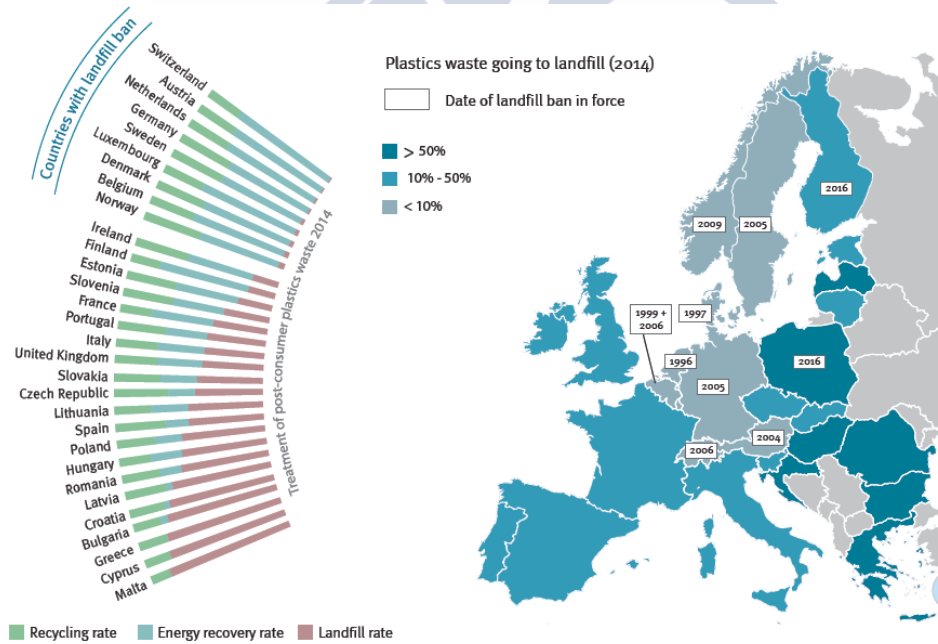 Countries with landfill ban
Switzerland
Austria
Netherlands
Germany
Sweden
Luxembourg
Denmark
Belgium
Norway
Ireland
Finland
Estonia
Slovenia
France
Portugal
Italy
United Kingdom
Slovakia
Czech Republic
Lithuania
Spain
Poland
Hungary
Romania
Latvia
Croatia
Bulgaria
Greece
Cyprus
Malta
Treatment of post-consumer plastics waste 2014
Recycling rate
Energy recovery rate
Landfill rate
Plastics waste going to landfill (2014)
Date of landfill ban in force
> 50%
10% - 50%
< 10%
2016
2009
2005
1999 +
2006
1997
1996
2005
2016
2004
2006